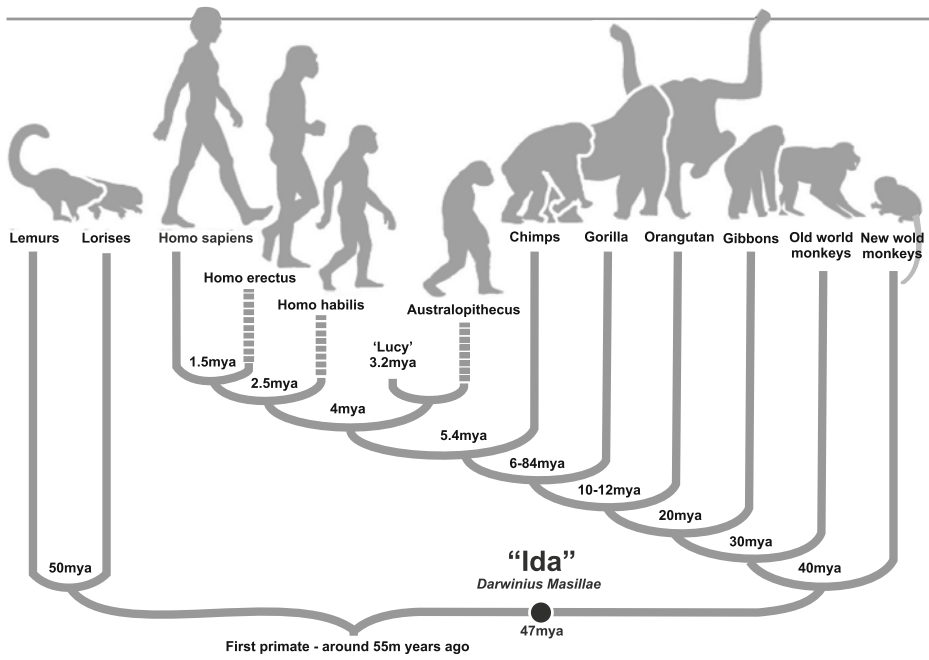 Lemurs
Lorises
Homo sapiens
Chimps
Gorilla
Orangutan
Gibbons
Old world
monkeys
New wold
monkeys
Homo erectus
Homo habilis
Australopithecus
‘Lucy’
3.2mya
1.5mya
2.5mya
4mya
5.4mya
6-84mya
10-12mya
20mya
30mya
40mya
50mya
“Ida”
Darwinius Masillae
47mya
First primate - around 55m years ago